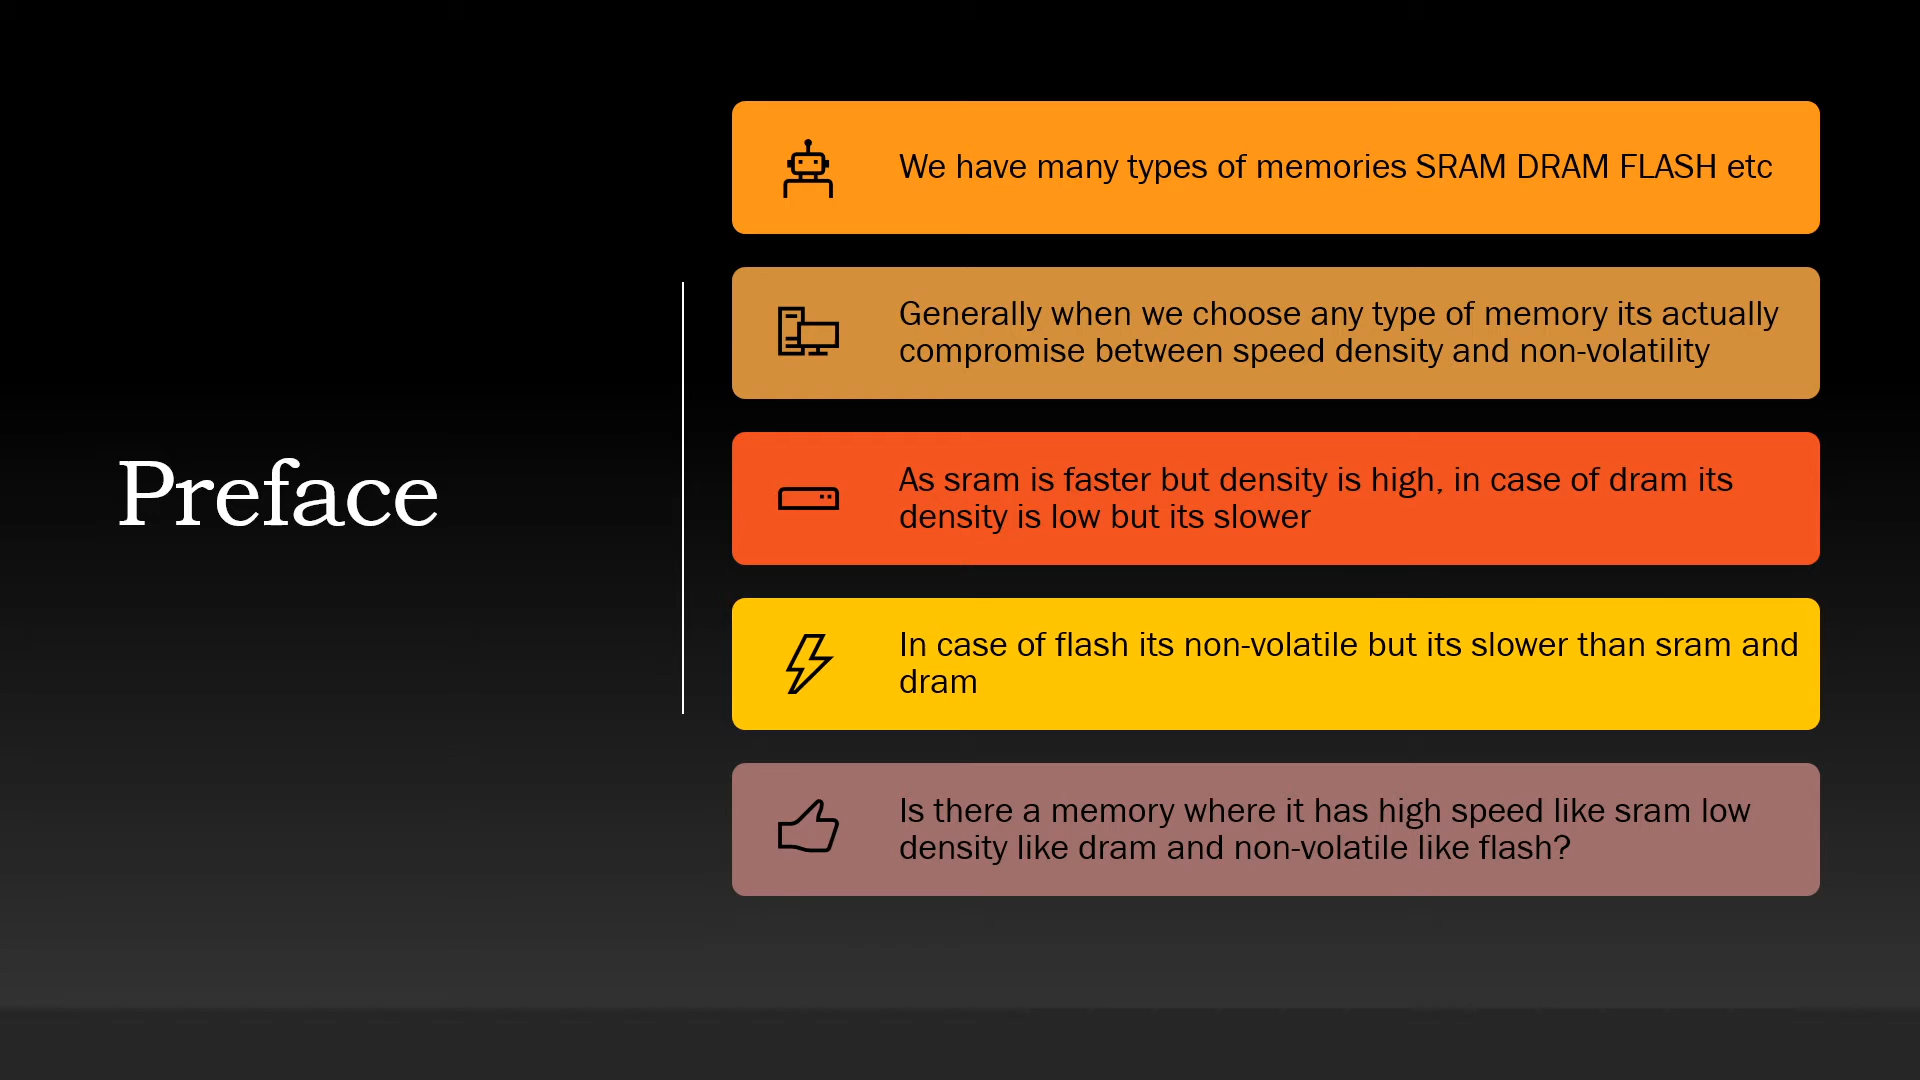 Preface
We have many types of memories SRAM DRAM FLASH etc
Generally when we choose any type of memory its actually
compromise between speed density and non-volatility
As sram is faster but density is high, in case of dram its
density is low but its slower
In case of flash its non-volatile but its slower than sram and
dram
Is there a memory where it has high speed like sram low
density like dram and non-volatile like flash?